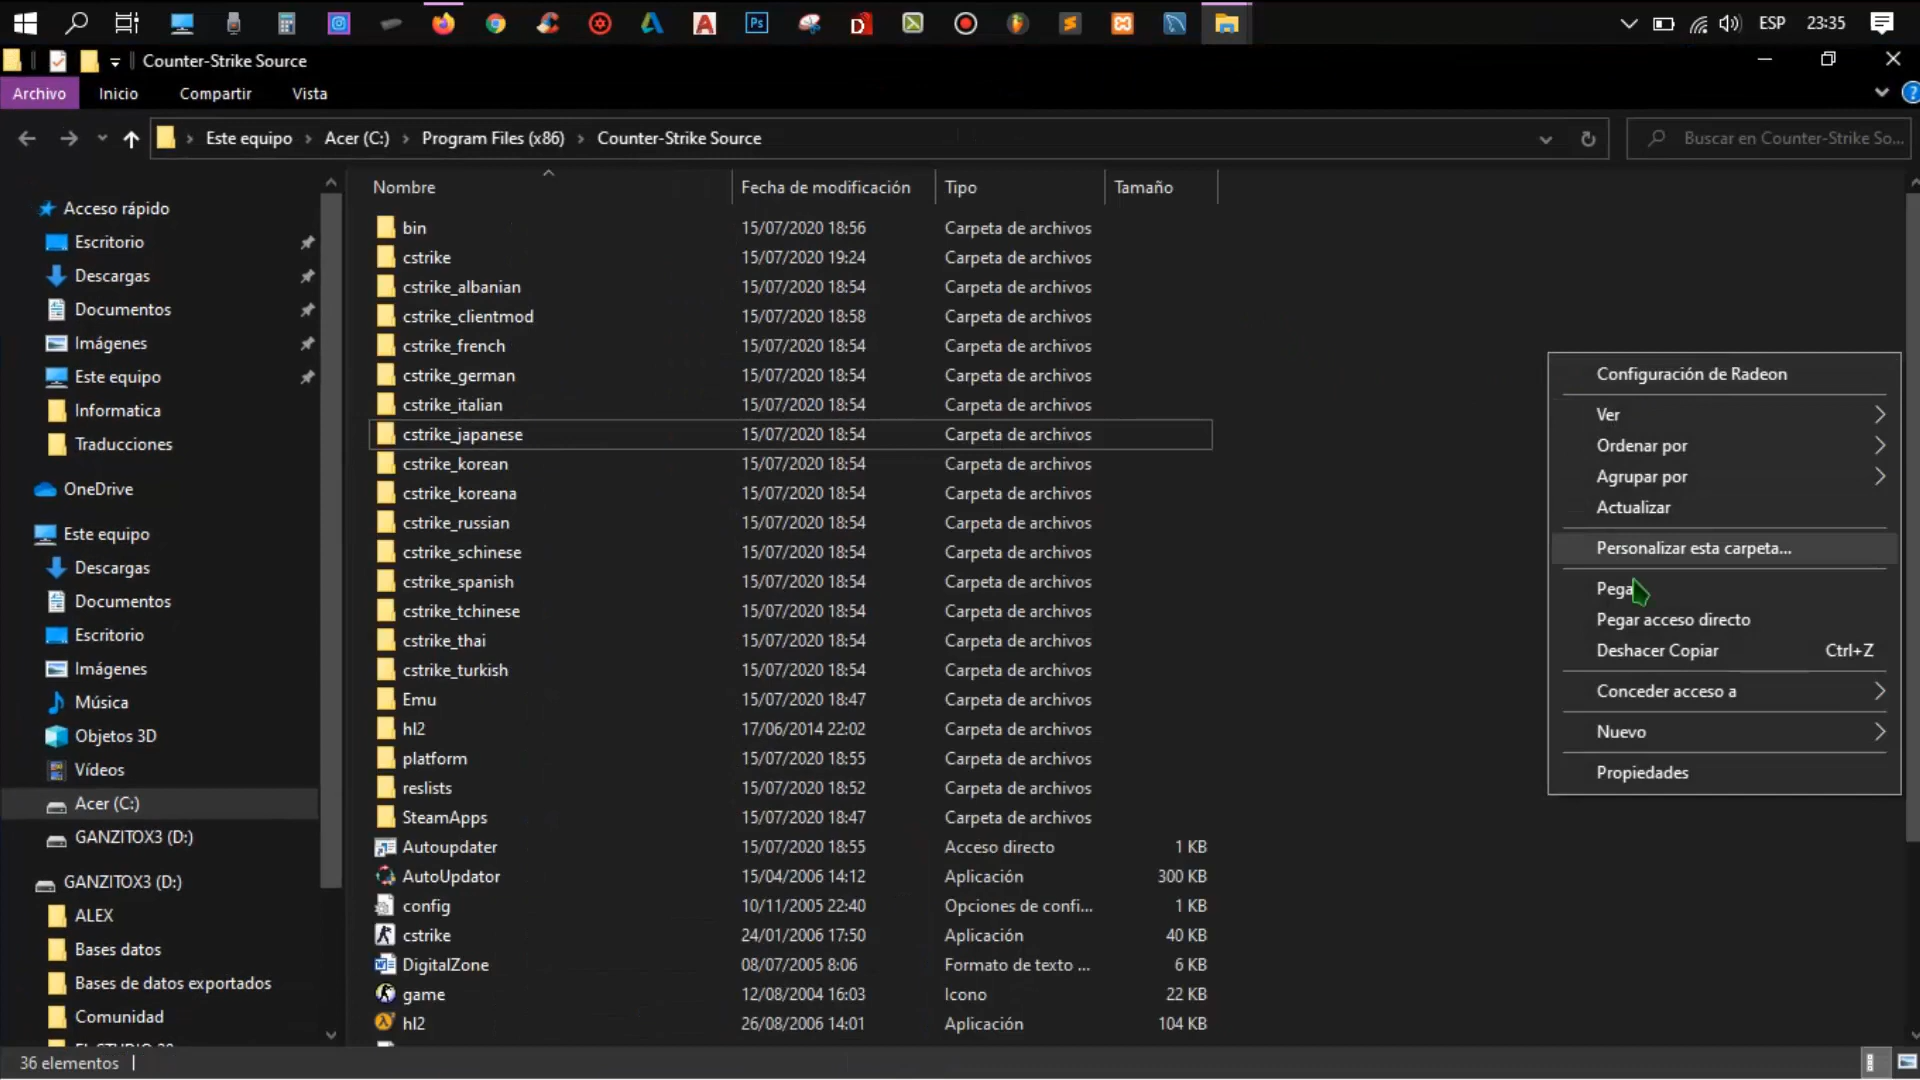 ESP
23:35
Counter-Strike Source
Archivo
Inicio
Compartir
Vista
Este equipo > Acer (C:) > Program Files (x86) > Counter-Strike Source
Buscar en Counter-Strike So...
Nombre
Fecha de modificación
Tipo
Tamaño
Acceso rápido
Escritorio
Descargas
Documentos
Imágenes
Este equipo
Informatica
Traducciones
OneDrive
Este equipo
Descargas
Documentos
Escritorio
Imágenes
Música
Objetos 3D
Vídeos
Acer (C:)
GANZITOX3 (D:)
GANZITOX3 (D:)
ALEX
Bases datos
Bases de datos exportados
Comunidad
bin 15/07/2020 18:56 Carpeta de archivos
cstrike 15/07/2020 19:24 Carpeta de archivos
cstrike_albanian 15/07/2020 18:54 Carpeta de archivos
cstrike_clientmod 15/07/2020 18:58 Carpeta de archivos
cstrike_french 15/07/2020 18:54 Carpeta de archivos
cstrike_german 15/07/2020 18:54 Carpeta de archivos
cstrike_italian 15/07/2020 18:54 Carpeta de archivos
cstrike_japanese 15/07/2020 18:54 Carpeta de archivos
cstrike_korean 15/07/2020 18:54 Carpeta de archivos
cstrike_koreana 15/07/2020 18:54 Carpeta de archivos
cstrike_russian 15/07/2020 18:54 Carpeta de archivos
cstrike_schinese 15/07/2020 18:54 Carpeta de archivos
cstrike_spanish 15/07/2020 18:54 Carpeta de archivos
cstrike_tchinese 15/07/2020 18:54 Carpeta de archivos
cstrike_thai 15/07/2020 18:54 Carpeta de archivos
cstrike_turkish 15/07/2020 18:54 Carpeta de archivos
Emu 15/07/2020 18:47 Carpeta de archivos
hl2 17/06/2014 22:02 Carpeta de archivos
platform 15/07/2020 18:55 Carpeta de archivos
reslists 15/07/2020 18:52 Carpeta de archivos
SteamApps 15/07/2020 18:47 Carpeta de archivos
Autoupdater 15/07/2020 18:55 Acceso directo 1 KB
AutoUpdator 15/04/2006 14:12 Aplicación 300 KB
config 10/11/2005 22:40 Opciones de confi... 1 KB
cstrike 24/01/2006 17:50 Aplicación 40 KB
DigitalZone 08/07/2005 8:06 Formato de texto ... 6 KB
game 12/08/2004 16:03 Icono 22 KB
hl2 26/08/2006 14:01 Aplicación 104 KB
Configuración de Radeon
Ver
Ordenar por
Agrupar por
Actualizar
Personalizar esta carpeta...
Pega
Pegar acceso directo
Deshacer Copiar Ctrl+Z
Conceder acceso a
Nuevo
Propiedades
36 elementos